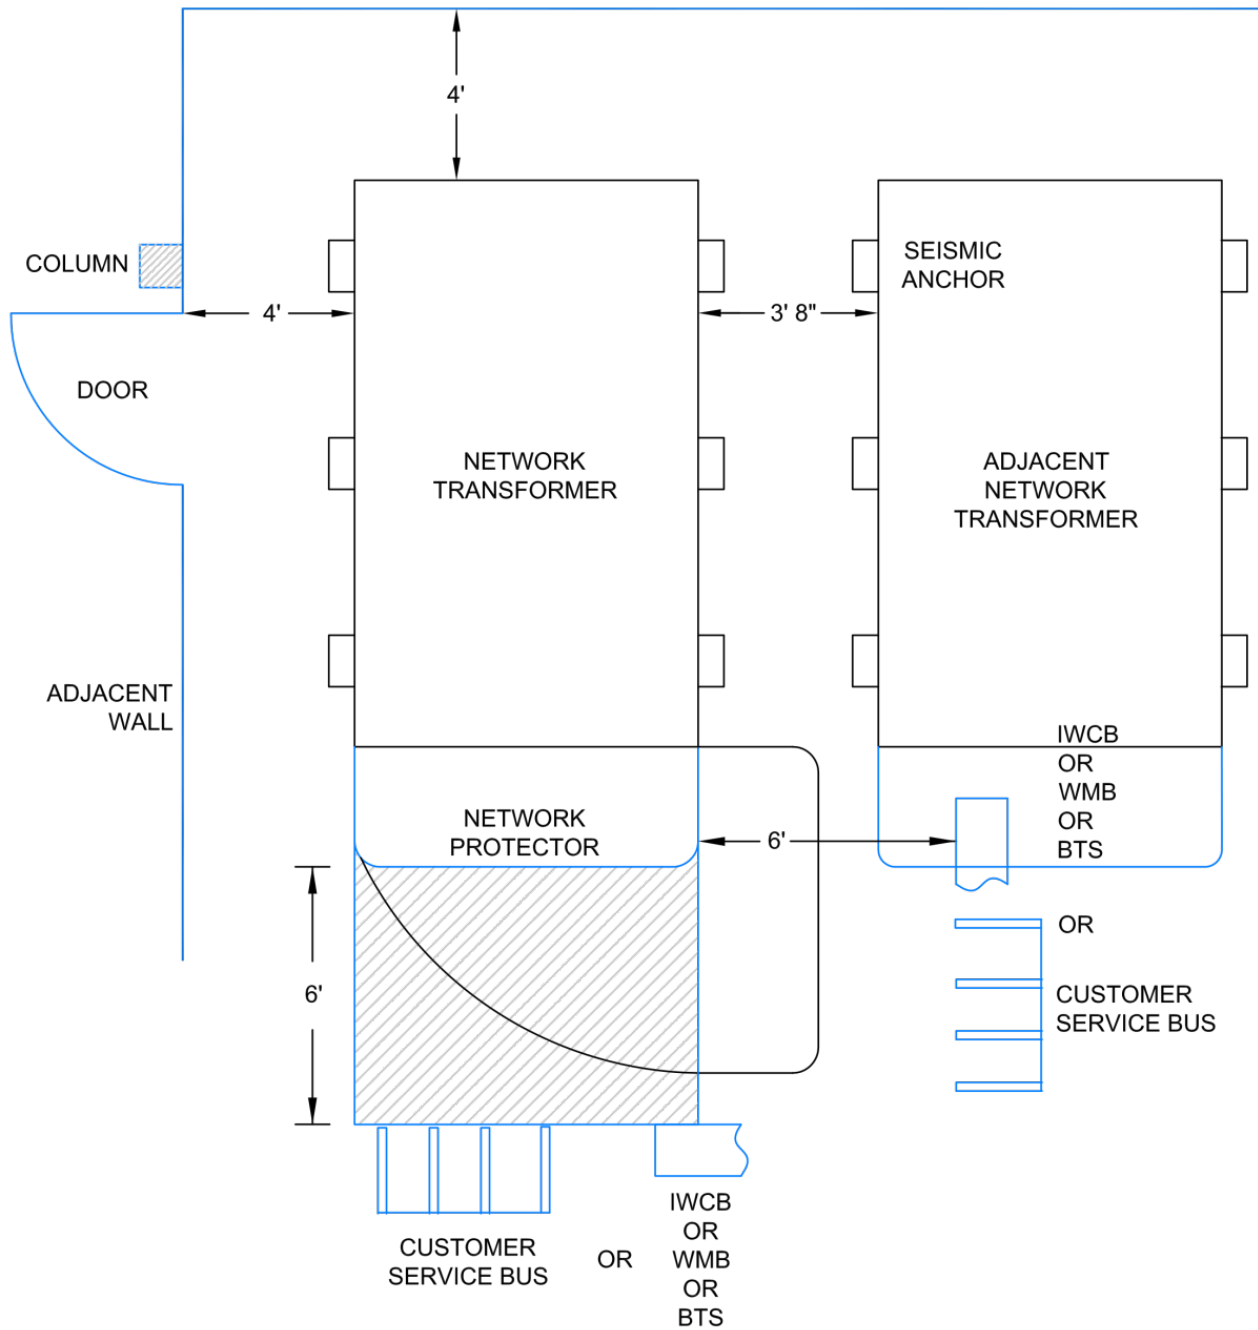 4'
COLUMN
SEISMIC
ANCHOR
4'
3' 8"
DOOR
NETWORK
TRANSFORMER
ADJACENT
NETWORK
TRANSFORMER
ADJACENT
WALL
IWCB
OR
WMB
OR
BTS
NETWORK
PROTECTOR
6'
OR
6'
CUSTOMER
SERVICE BUS
CUSTOMER
SERVICE BUS
OR
IWCB
OR
WMB
OR
BTS